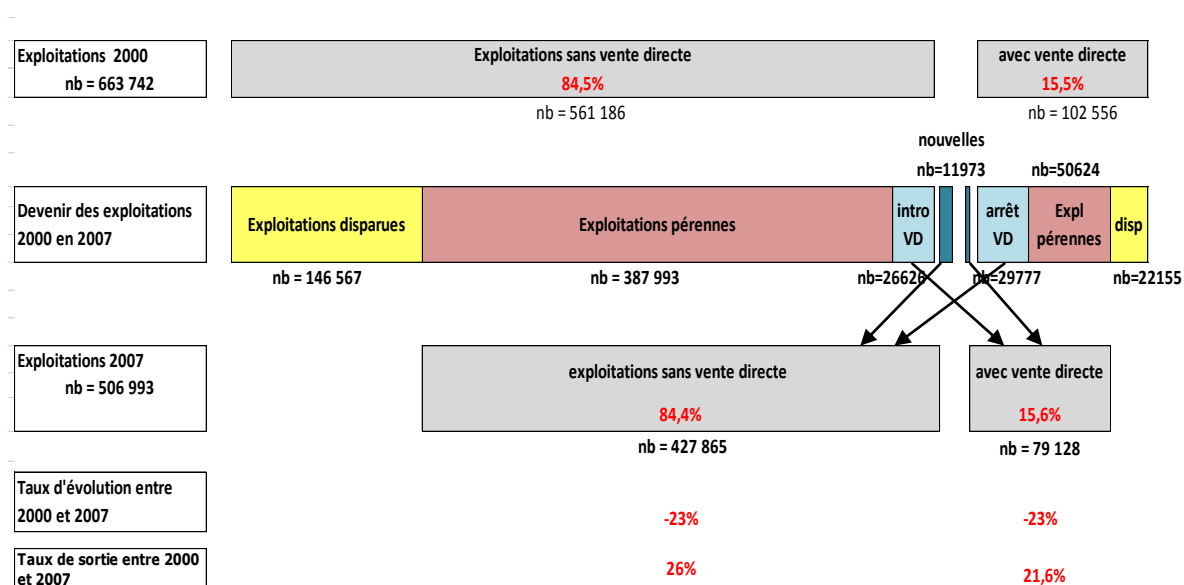 Exploitations 2000
nb = 663 742
Exploitations sans vente directe
84,5%
nb = 561 186
avec vente directe
15,5%
nb = 102 556
nouvelles
nb=11973
nb=50624
Devenir des exploitations
2000 en 2007
Exploitations disparues
Exploitations pérennes
intro
VD
arrêt
VD
Expl
pérennes
disp
nb = 146 567
nb = 387 993
nb=26626
nb=29777
nb=22155
Exploitations 2007
nb = 506 993
exploitations sans vente directe
84,4%
nb = 427 865
avec vente directe
15,6%
nb = 79 128
Taux d'évolution entre
2000 et 2007
-23%
-23%
Taux de sortie entre 2000
et 2007
26%
21,6%